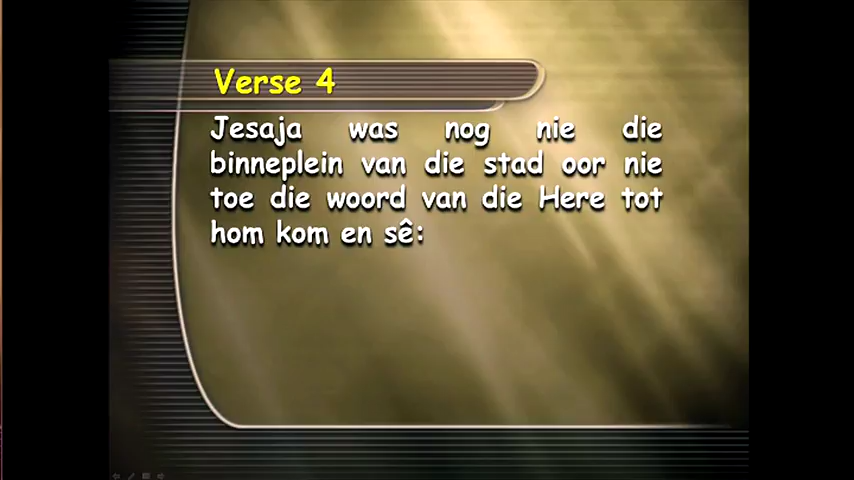 Verse 4
Jesaja was nog nie die
binneplein van die stad oor nie
toe die woord van die Here tot
hom kom en sê: